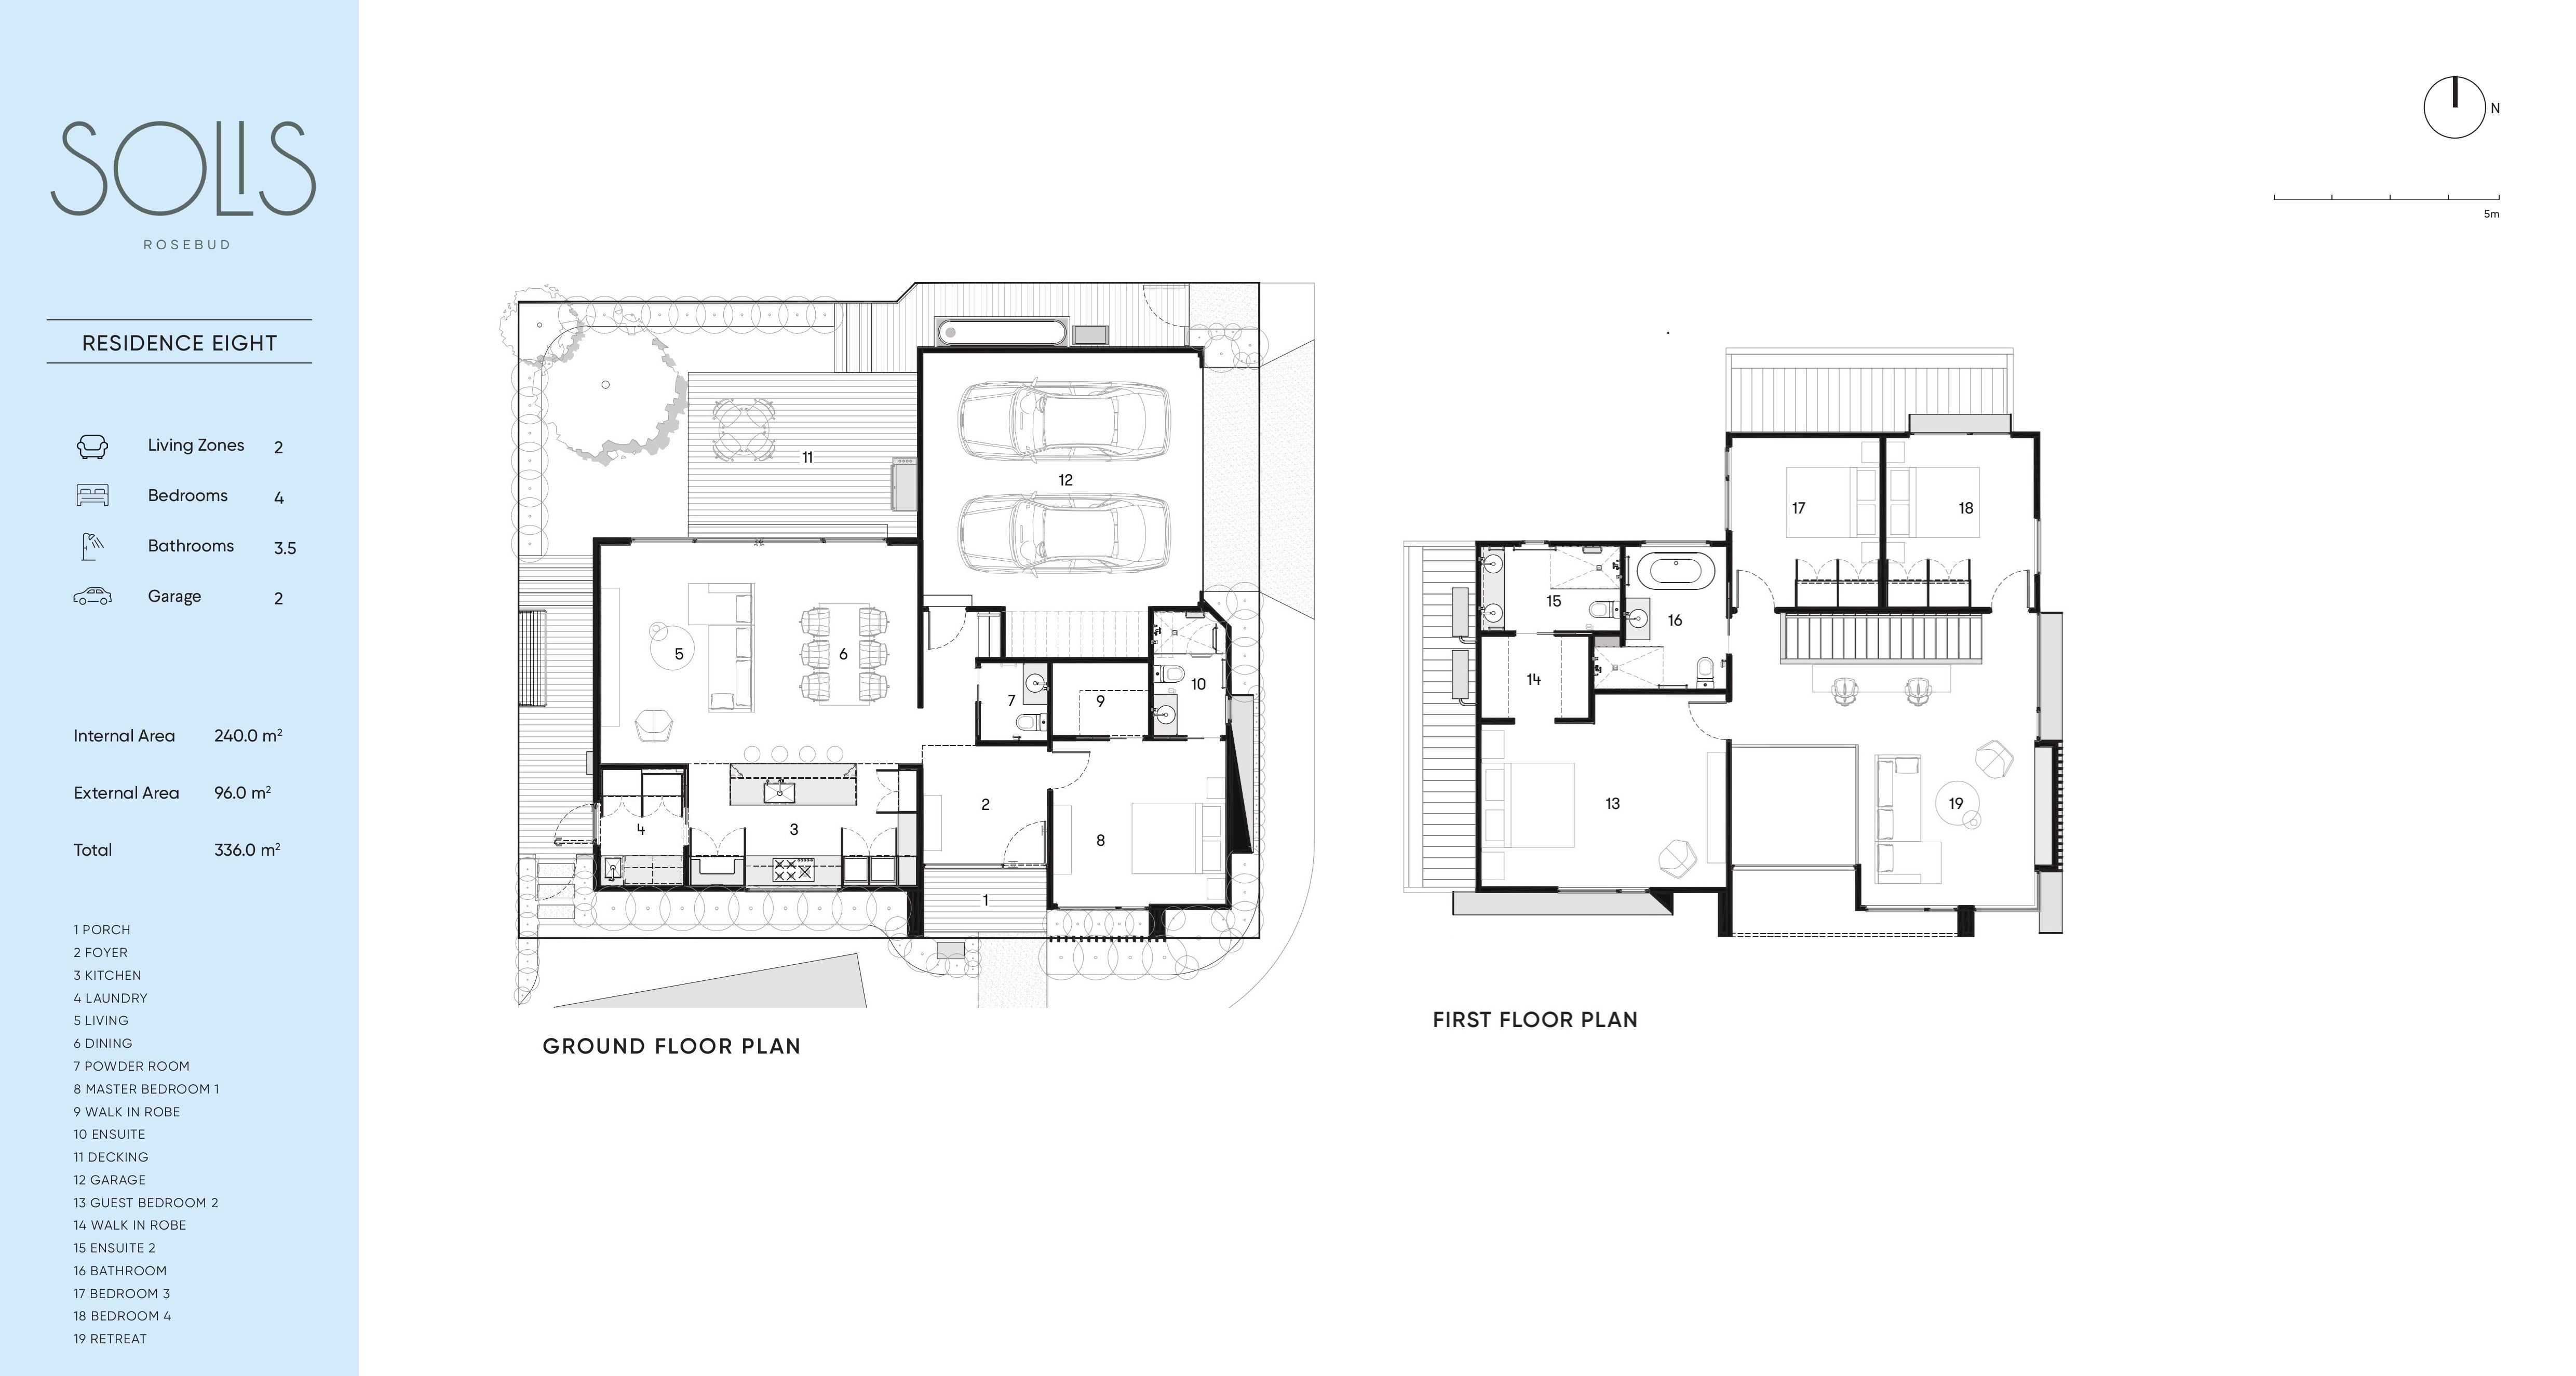 SOLIS
ROSEBUD
RESIDENCE EIGHT
Living Zones 2
Bedrooms 4
Bathrooms 3.5
Garage 2
Internal Area 240.0 m²
External Area 96.0 m²
Total 336.0 m²
1 PORCH
2 FOYER
3 KITCHEN
4 LAUNDRY
5 LIVING
6 DINING
7 POWDER ROOM
8 MASTER BEDROOM 1
9 WALK IN ROBE
10 ENSUITE
11 DECKING
12 GARAGE
13 GUEST BEDROOM 2
14 WALK IN ROBE
15 ENSUITE 2
16 BATHROOM
17 BEDROOM 3
18 BEDROOM 4
19 RETREAT
11
12
5
6
7
9
10
4
3
2
8
1
GROUND FLOOR PLAN
17
18
15
16
14
13
19
FIRST FLOOR PLAN
N
5m